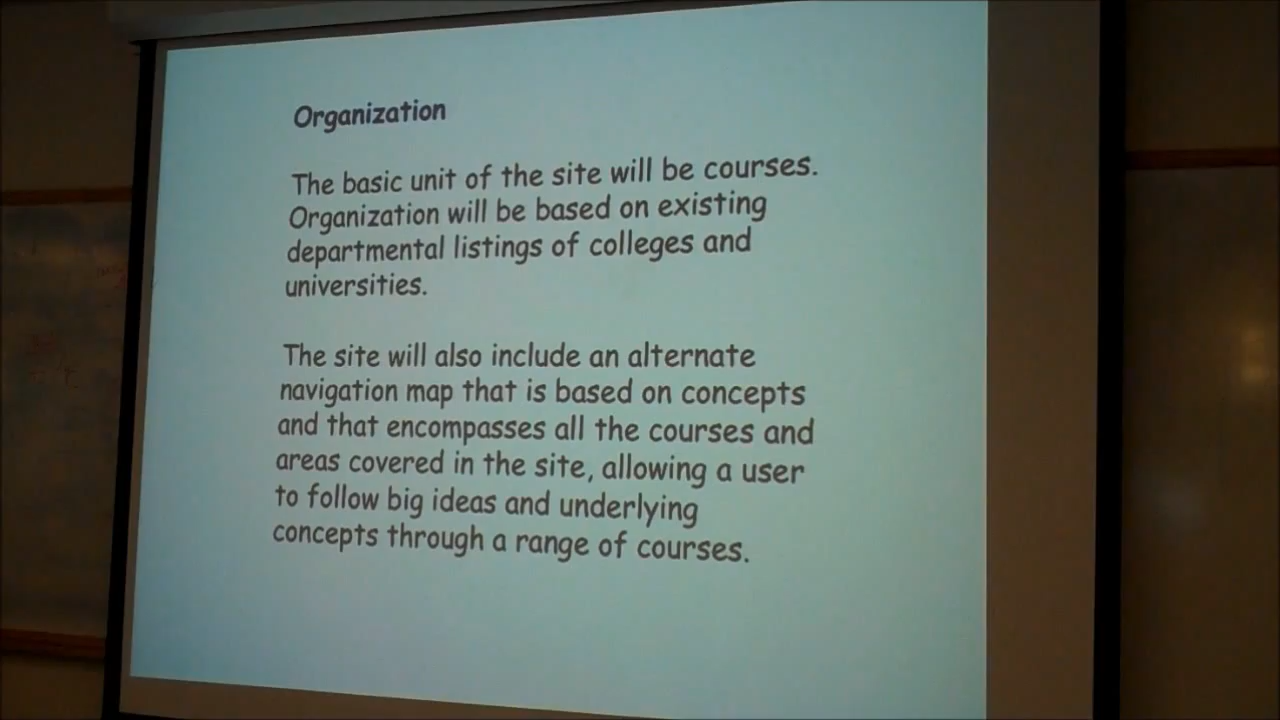 Organization
The basic unit of the site will be courses.
Organization will be based on existing
departmental listings of colleges and
universities.
The site will also include an alternate
navigation map that is based on concepts
and that encompasses all the courses and
areas covered in the site, allowing a user
to follow big ideas and underlying
concepts through a range of courses.